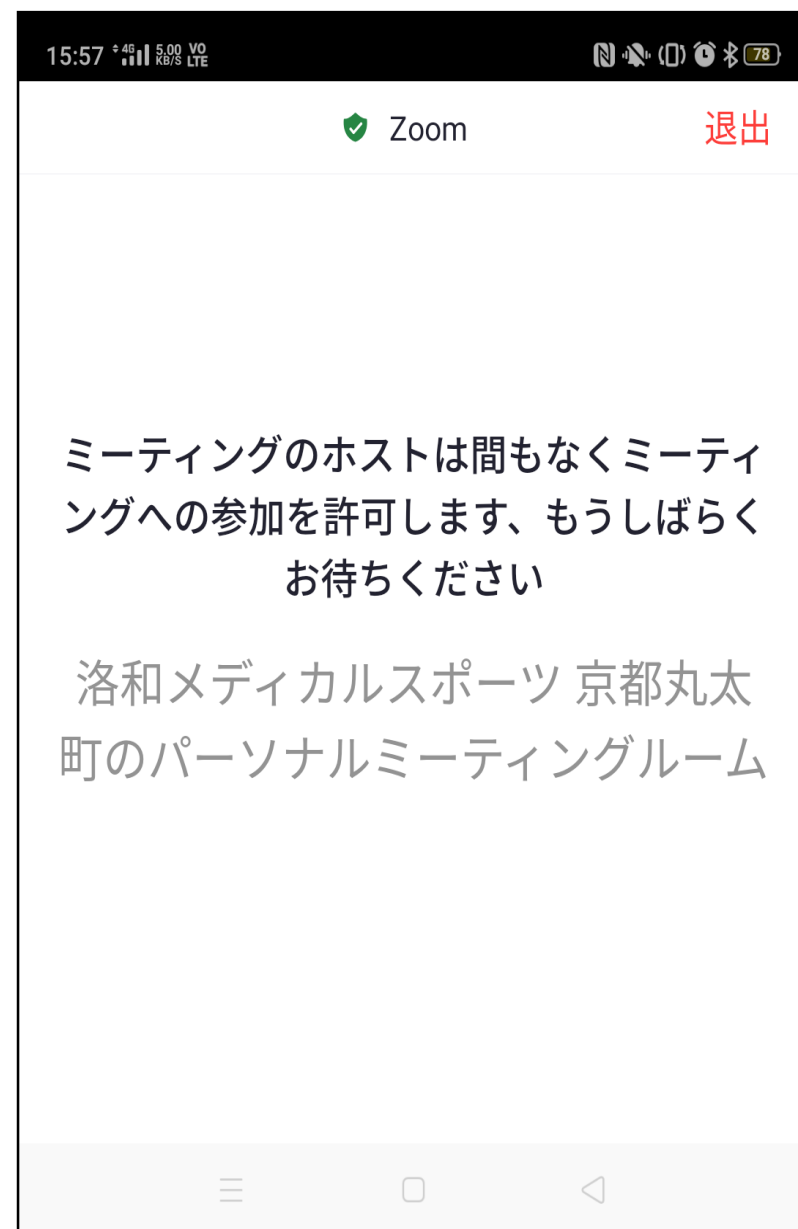 15:57 4G 5.00 KB/S VO LTE 78
Zoom 退出
ミーティングのホストは間もなくミーティ
ングへの参加を許可します、もうしばらく
お待ちください
洛和メディカルスポーツ 京都丸太
町のパーソナルミーティングルーム